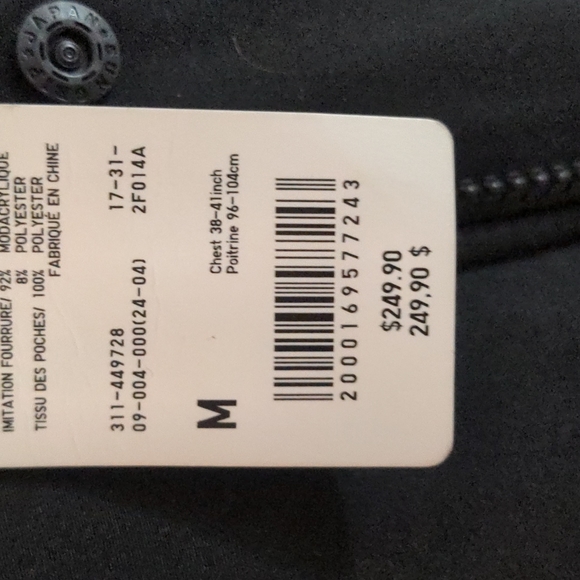 IMITATION FOURRURE/ 92% MODACRYLIQUE
8% POLYESTER
TISSU DES POCHES/ 100% POLYESTER
FABRIQUÉ EN CHINE
311-449728 17-31-
09-004-000(24-04) 2F014A
M
Chest 38-41inch
Poitrine 96-104cm
2000169577243
$249.90
249,90 $
JAPAN